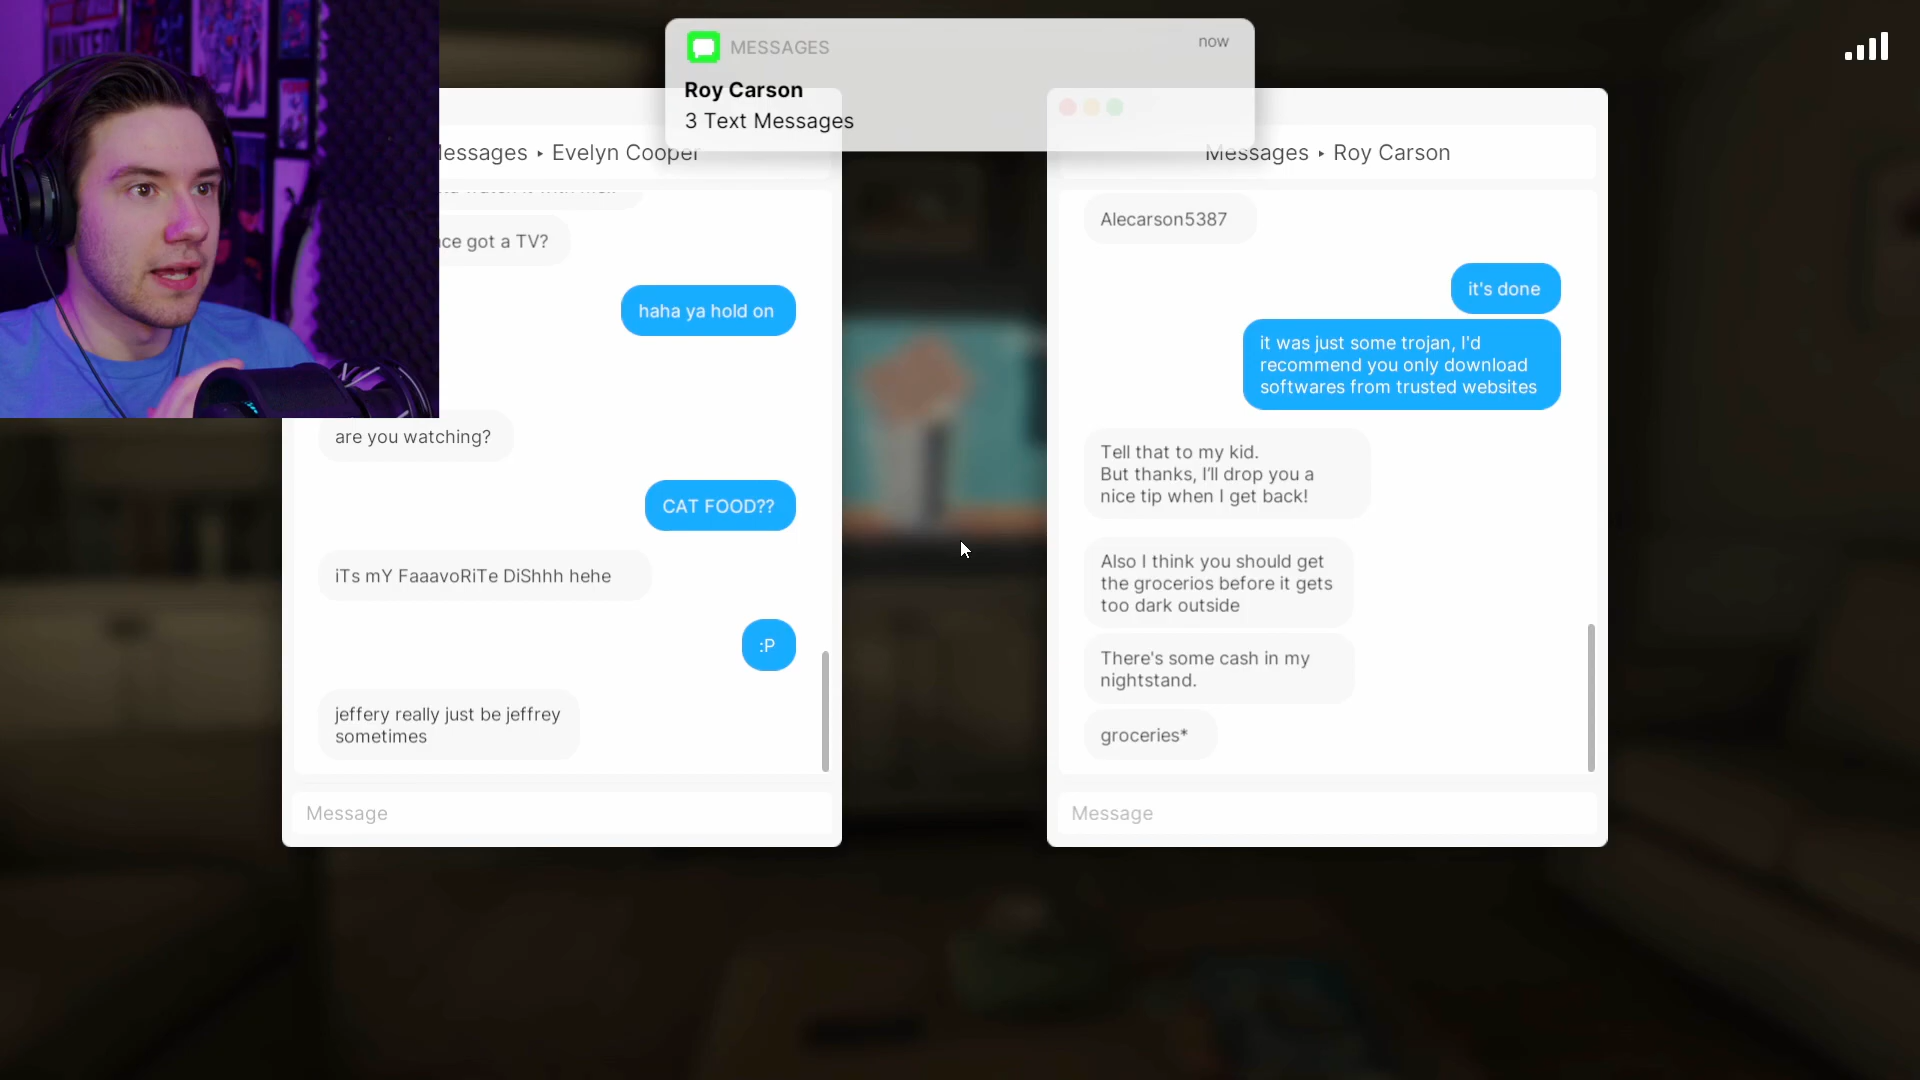 MESSAGES
now
Roy Carson
3 Text Messages
Messages ‣ Evelyn Cooper
got a TV?
haha ya hold on
are you watching?
CAT FOOD??
iTs mY FaaavoRiTe DiShhh hehe
:P
jeffery really just be jeffrey
sometimes
Message
Messages ‣ Roy Carson
Alecarson5387
it's done
it was just some trojan, I'd
recommend you only download
softwares from trusted websites
Tell that to my kid.
But thanks, I'll drop you a
nice tip when I get back!
Also I think you should get
the grocerios before it gets
too dark outside
There's some cash in my
nightstand.
groceries*
Message